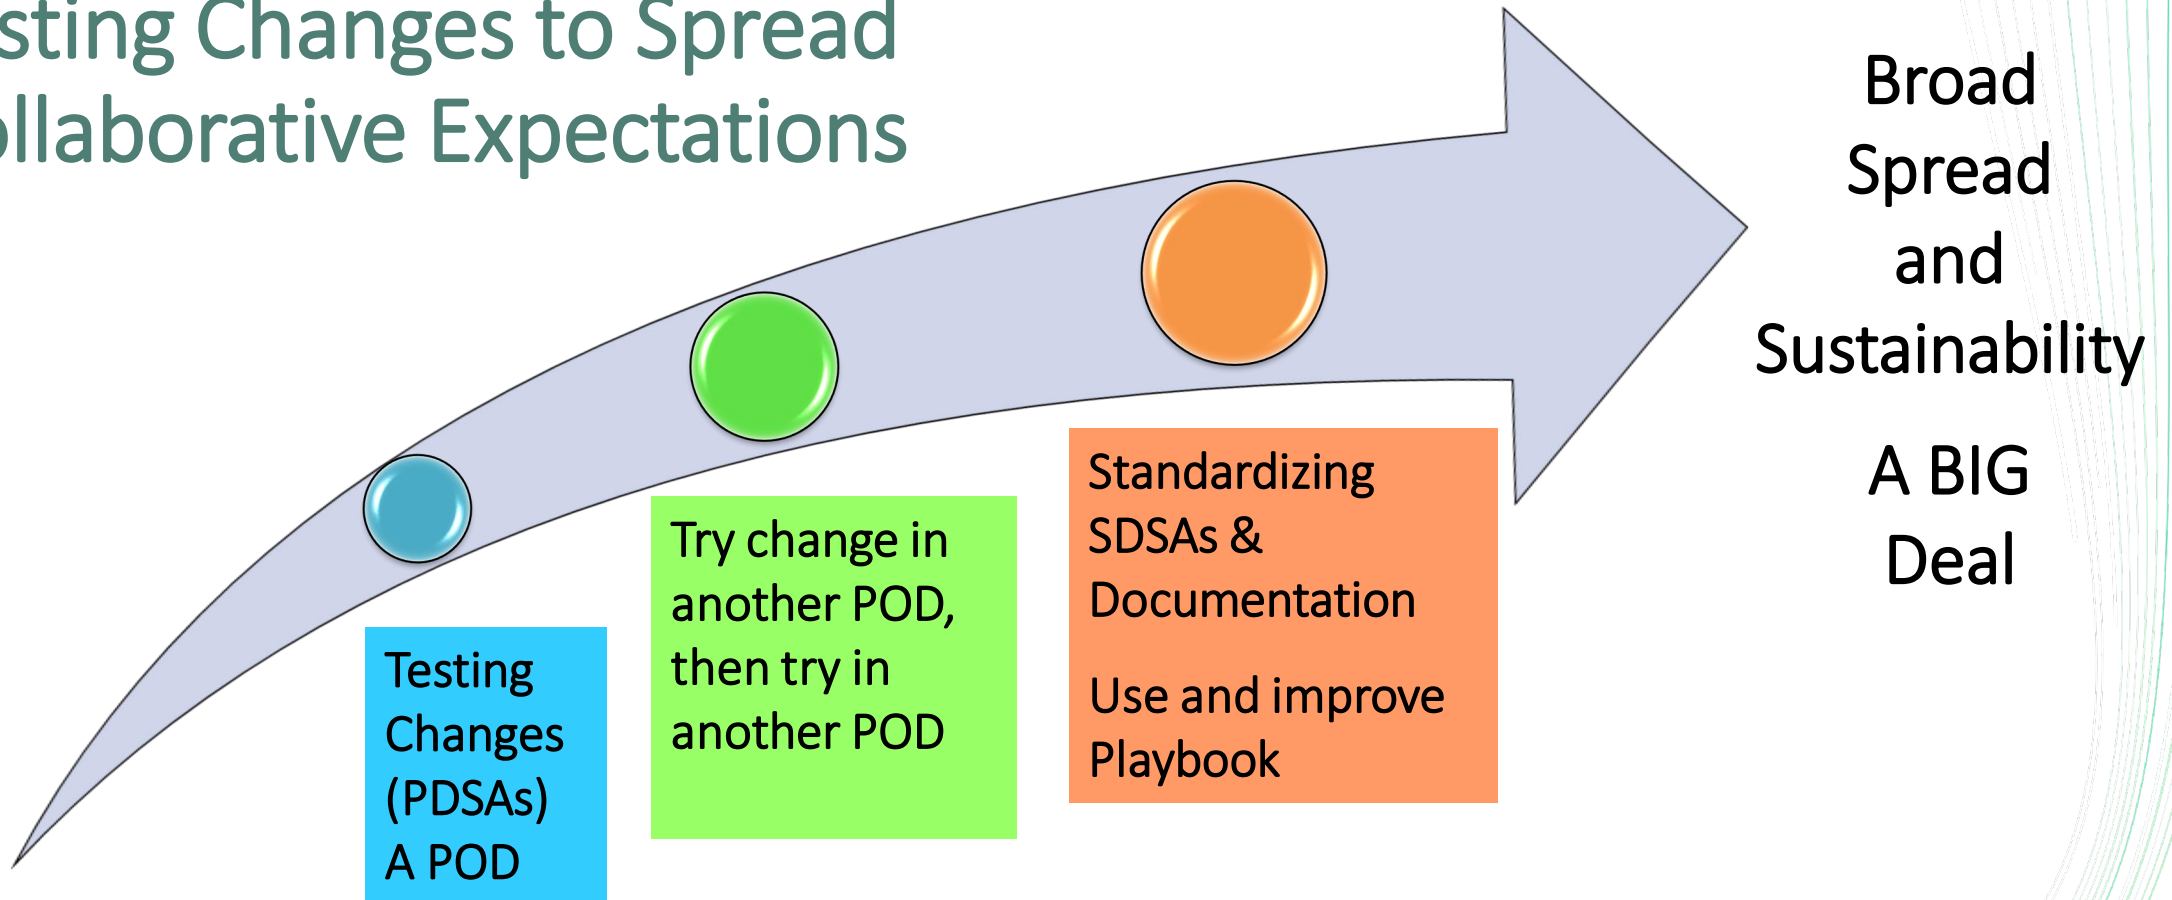 sting Changes to Spread
ollaborative Expectations
Broad
Spread
and
Sustainability
A BIG
Deal
Testing
Changes
(PDSAs)
A POD
Try change in
another POD,
then try in
another POD
Standardizing
SDSAs &
Documentation
Use and improve
Playbook